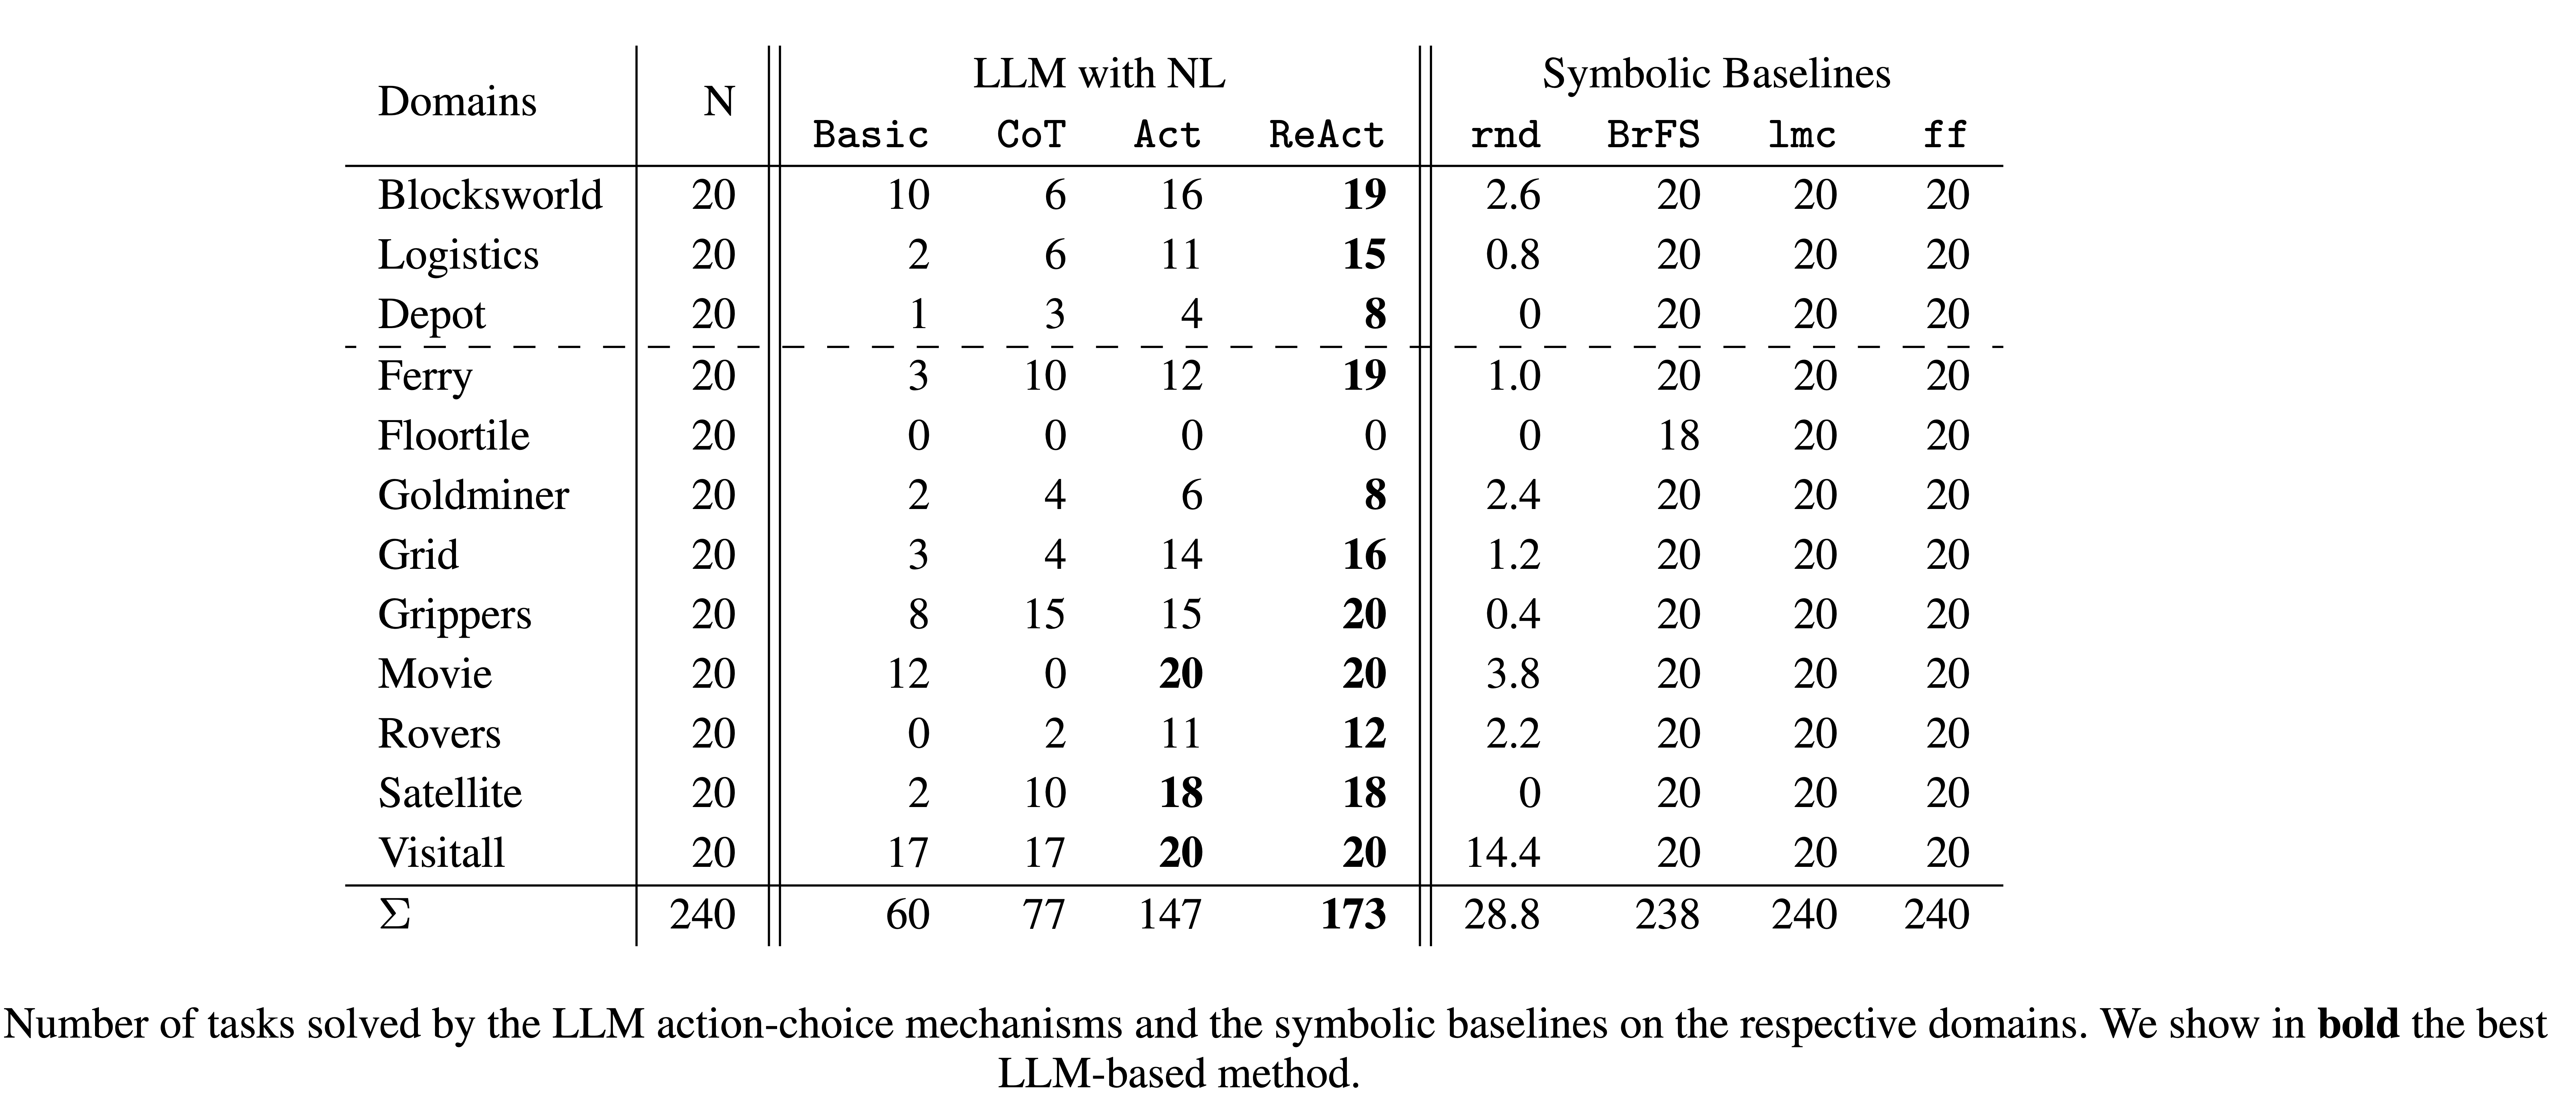 LLM with NL Symbolic Baselines
Domains N
Basic CoT Act ReAct rnd BrFS lmc ff
Blocksworld 20 10 6 16 19 2.6 20 20 20
Logistics 20 2 6 11 15 0.8 20 20 20
Depot 20 1 3 4 8 0 20 20 20
Ferry 20 3 10 12 19 1.0 20 20 20
Floortile 20 0 0 0 0 0 18 20 20
Goldminer 20 2 4 6 8 2.4 20 20 20
Grid 20 3 4 14 16 1.2 20 20 20
Grippers 20 8 15 15 20 0.4 20 20 20
Movie 20 12 0 20 20 3.8 20 20 20
Rovers 20 0 2 11 12 2.2 20 20 20
Satellite 20 2 10 18 18 0 20 20 20
Visitall 20 17 17 20 20 14.4 20 20 20
Σ 240 60 77 147 173 28.8 238 240 240
Number of tasks solved by the LLM action-choice mechanisms and the symbolic baselines on the respective domains. We show in bold the best
LLM-based method.